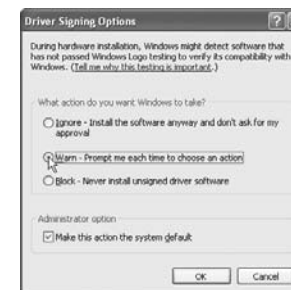 Driver Signing Options
During hardware installation, Windows might detect software that
has not passed Windows Logo testing to verify its compatibility with
Windows. (Tell me why this testing is important.)
What action do you want Windows to take?
Ignore - Install the software anyway and don't ask for my
approval
Warn - Prompt me each time to choose an action
Block - Never install unsigned driver software
Administrator option
Make this action the system default
OK
Cancel